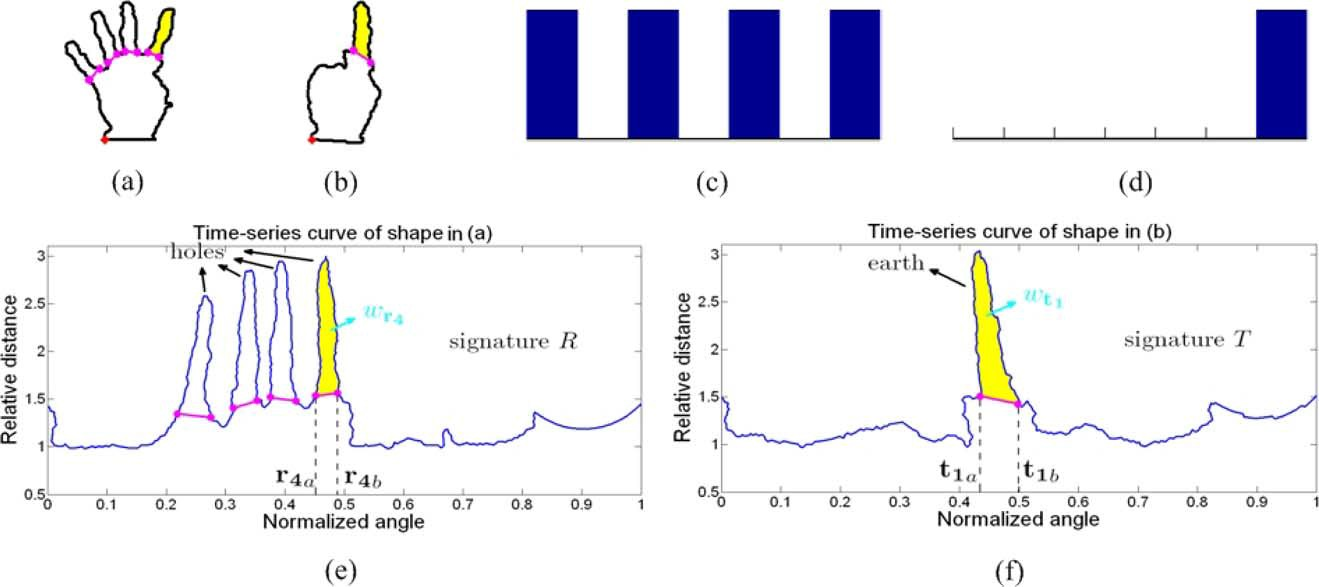 (a)
(b)
(c)
(d)
Time-series curve of shape in (a)
holes
w_r4
signature R
r4a r4b
3
2.5
2
1.5
1
0.5
Relative distance
0 0.1 0.2 0.3 0.4 0.5 0.6 0.7 0.8 0.9 1
Normalized angle
(e)
Time-series curve of shape in (b)
earth
w_t1
signature T
t1a t1b
3
2.5
2
1.5
1
0.5
Relative distance
0 0.1 0.2 0.3 0.4 0.5 0.6 0.7 0.8 0.9 1
Normalized angle
(f)